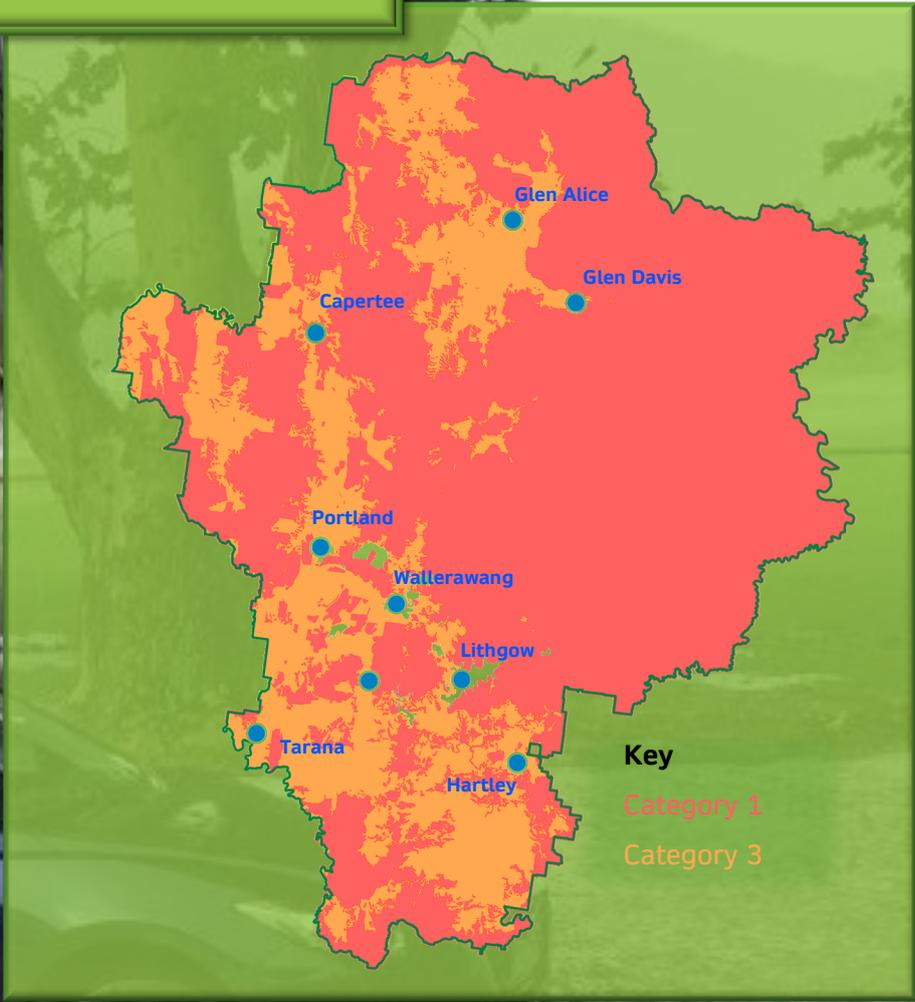 Glen Alice
Glen Davis
Capertee
Portland
Wallerawang
Lithgow
Tarana
Hartley
Key
Category 1
Category 3